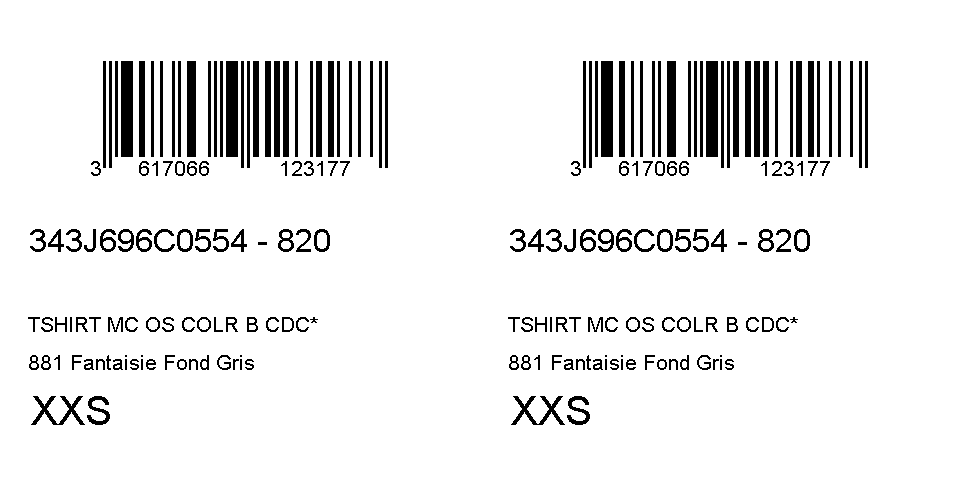 3 617066 123177
343J696C0554 - 820
TSHIRT MC OS COLR B CDC*
881 Fantaisie Fond Gris
XXS
3 617066 123177
343J696C0554 - 820
TSHIRT MC OS COLR B CDC*
881 Fantaisie Fond Gris
XXS